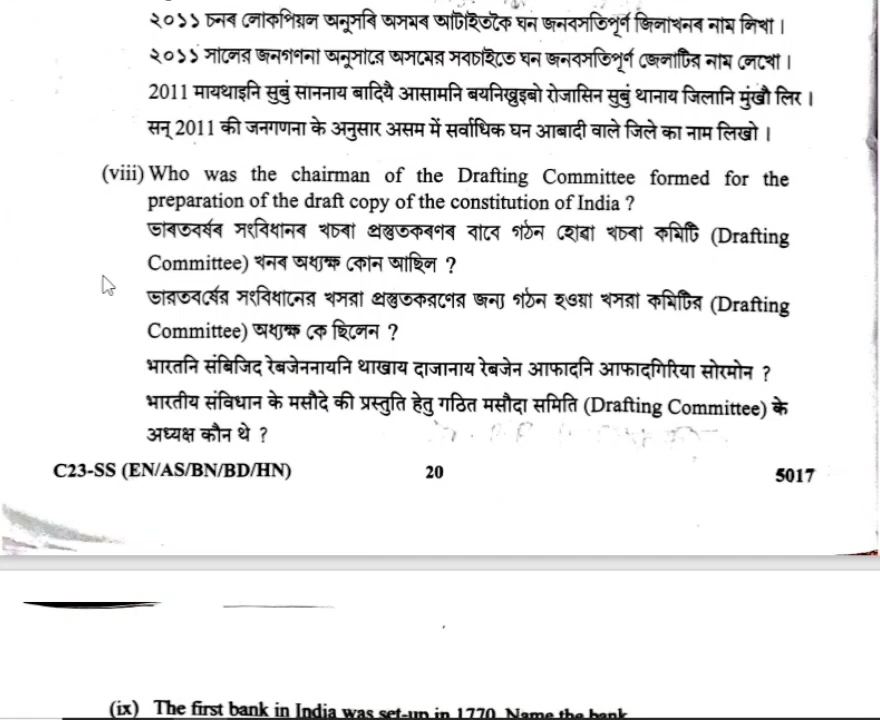 ২০১১ চনৰ লোকপিয়ল অনুসৰি অসমৰ আটাইতকৈ ঘন জনবসতিপূৰ্ণ জিলাখনৰ নাম লিখা ।
২০১১ সালের জনগণনা অনুসারে অসমের সবচাইতে ঘন জনবসতিপূর্ণ জেলাটির নাম লেখো ।
2011 मायथाइनि सुबुं साननाय बादियै आसामनि बयनिख्रुइबो रोजासिन सुबुं थानाय जिलानि मुंखौ लिर ।
सन् 2011 की जनगणना के अनुसार असम में सर्वाधिक घन आबादी वाले जिले का नाम लिखो ।
(viii) Who was the chairman of the Drafting Committee formed for the
preparation of the draft copy of the constitution of India ?
ভাৰতবৰ্ষৰ সংবিধানৰ খচৰা প্ৰস্তুতকৰণৰ বাবে গঠন হোৱা খচৰা কমিটি (Drafting
Committee) খনৰ অধ্যক্ষ কোন আছিল ?
ভারতবর্ষের সংবিধানের খসরা প্রস্তুতকরণের জন্য গঠন হওয়া খসরা কমিটির (Drafting
Committee) অধ্যক্ষ কে ছিলেন ?
भारतनि संबिजिद रेबजेननायनि थाखाय दाजानाय रेबजेन आफादनि आफादगिरिया सोरमोन ?
भारतीय संविधान के मसौदे की प्रस्तुति हेतु गठित मसौदा समिति (Drafting Committee) के
अध्यक्ष कौन थे ?
C23-SS (EN/AS/BN/BD/HN) 20 5017
(ix) The first bank in India was set-up in 1770. Name the bank